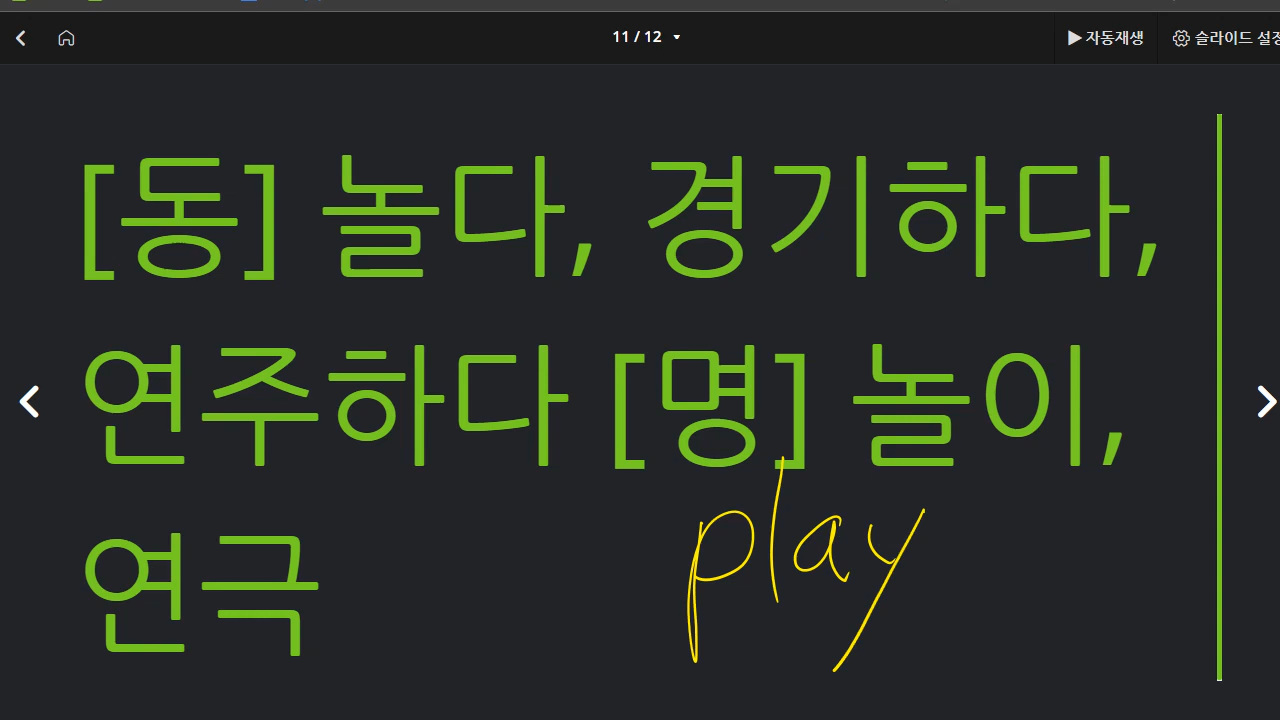 11 / 12
▶ 자동재생
슬라이드 설정
[동] 놀다, 경기하다,
연주하다 [명] 놀이,
연극
play